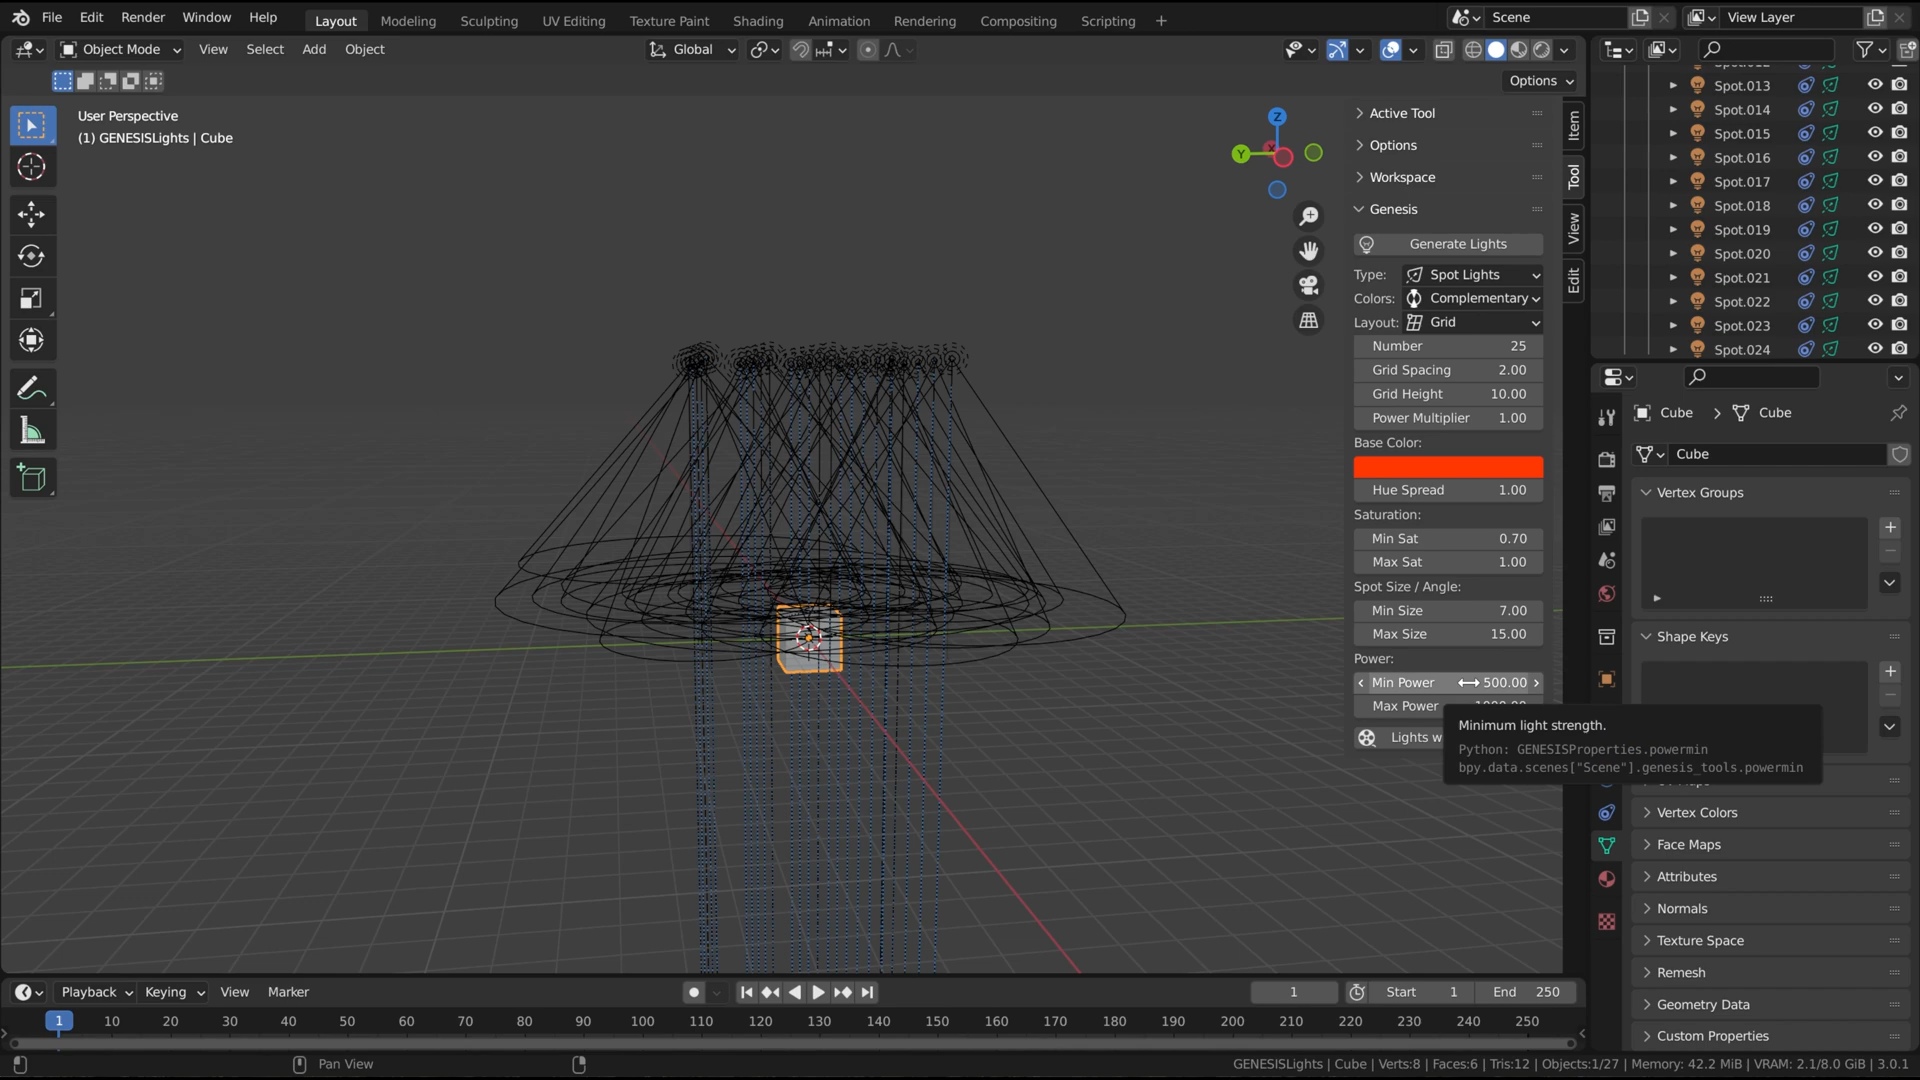 File Edit Render Window Help Layout Modeling Sculpting UV Editing Texture Paint Shading Animation Rendering Compositing Scripting + Scene View Layer
Object Mode View Select Add Object Global
Options
User Perspective
(1) GENESISLights | Cube
Z
Y
X
Active Tool
Options
Workspace
Genesis
Generate Lights
Type: Spot Lights
Colors: Complementary
Layout: Grid
Number 25
Grid Spacing 2.00
Grid Height 10.00
Power Multiplier 1.00
Base Color:
Hue Spread 1.00
Saturation:
Min Sat 0.70
Max Sat 1.00
Spot Size / Angle:
Min Size 7.00
Max Size 15.00
Power:
Min Power 500.00
Max Power
Lights w
Minimum light strength.
Python: GENESISProperties.powermin
bpy.data.scenes["Scene"].genesis_tools.powermin
Item
Tool
View
Edit
Spot.013
Spot.014
Spot.015
Spot.016
Spot.017
Spot.018
Spot.019
Spot.020
Spot.021
Spot.022
Spot.023
Spot.024
Cube > Cube
Cube
Vertex Groups
Shape Keys
Vertex Colors
Face Maps
Attributes
Normals
Texture Space
Remesh
Geometry Data
Custom Properties
Playback Keying View Marker 1 Start 1 End 250
1 10 20 30 40 50 60 70 80 90 100 110 120 130 140 150 160 170 180 190 200 210 220 230 240 250
Pan View
GENESISLights | Cube | Verts:8 | Faces:6 | Tris:12 | Objects:1/27 | Memory: 42.2 MiB | VRAM: 2.1/8.0 GiB | 3.0.1